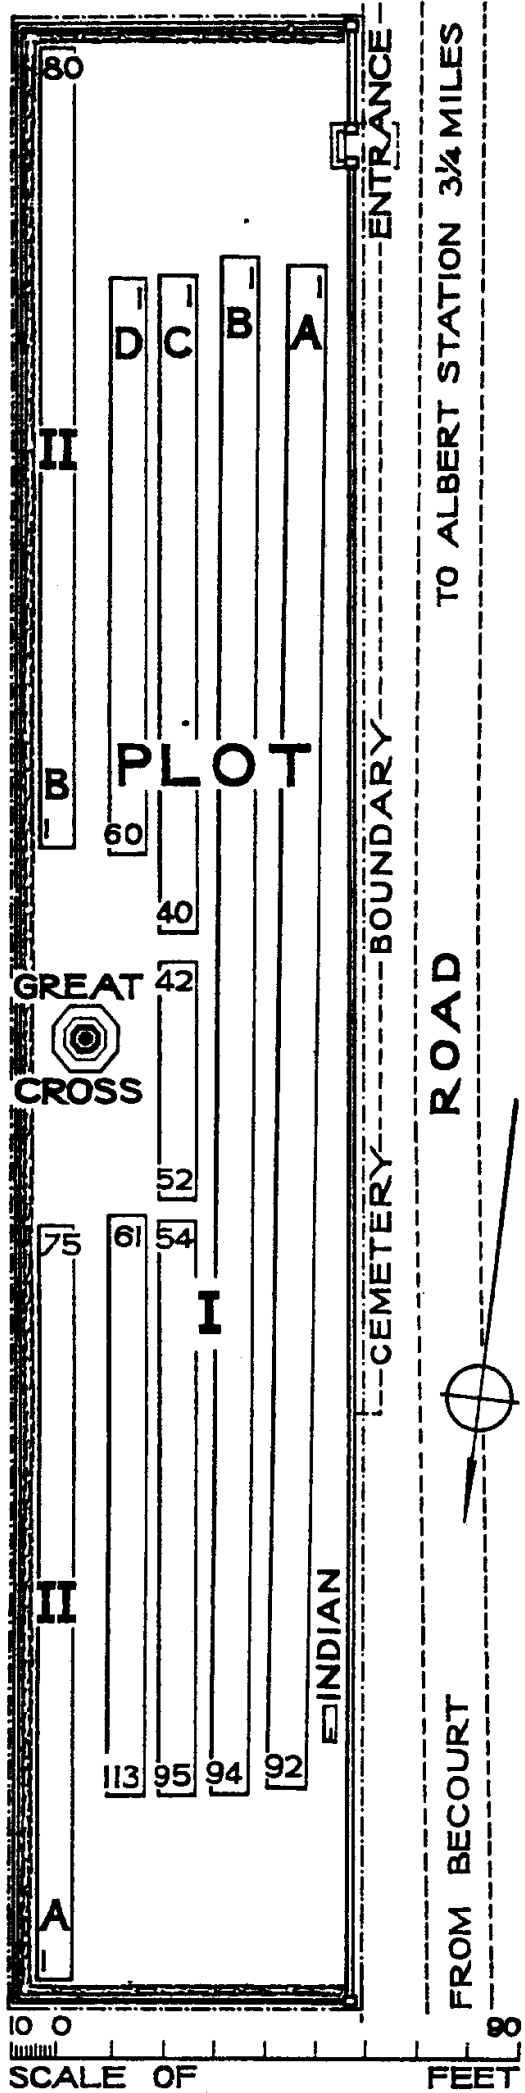 80
ENTRANCE
TO ALBERT STATION 3¼ MILES
1
1
1
1
D
C
B
A
II
PLOT
B
1
60
40
BOUNDARY
GREAT
CROSS
42
ROAD
52
CEMETERY
75
61
54
I
II
INDIAN
E
113
95
94
92
FROM BECOURT
A
1
10 0 90
SCALE OF FEET